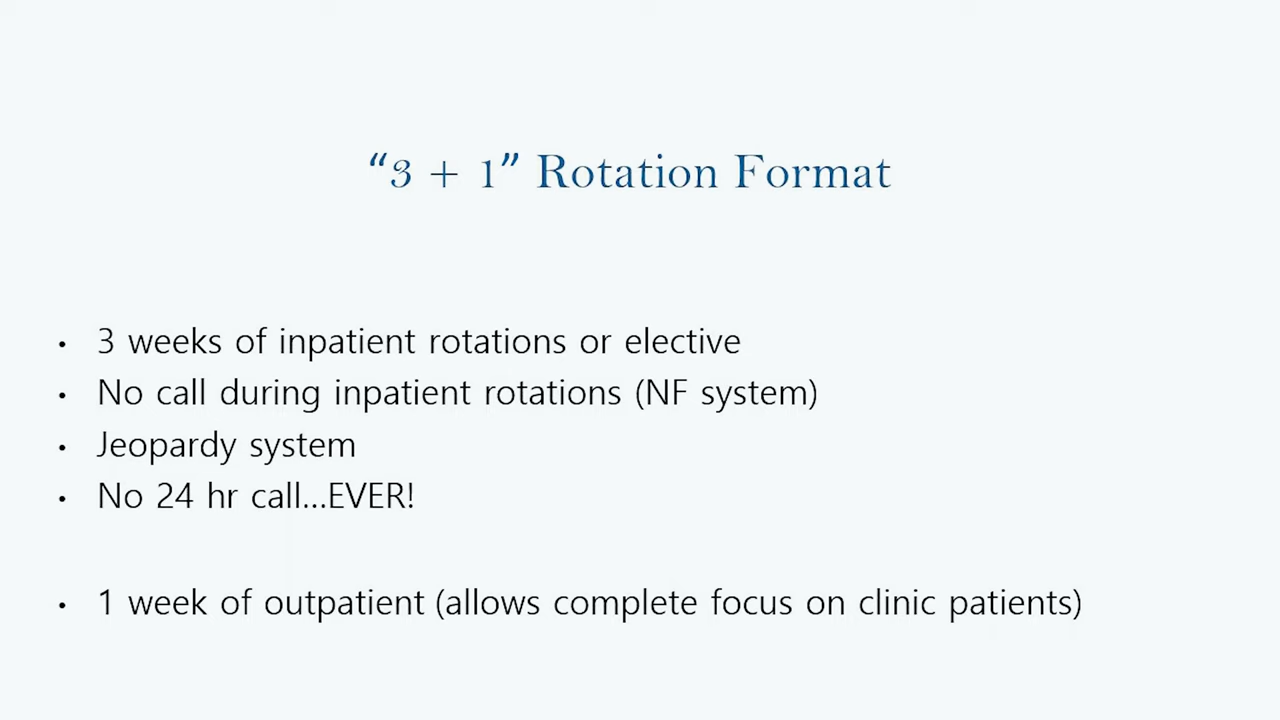 “3 + 1” Rotation Format
• 3 weeks of inpatient rotations or elective
• No call during inpatient rotations (NF system)
• Jeopardy system
• No 24 hr call...EVER!
• 1 week of outpatient (allows complete focus on clinic patients)